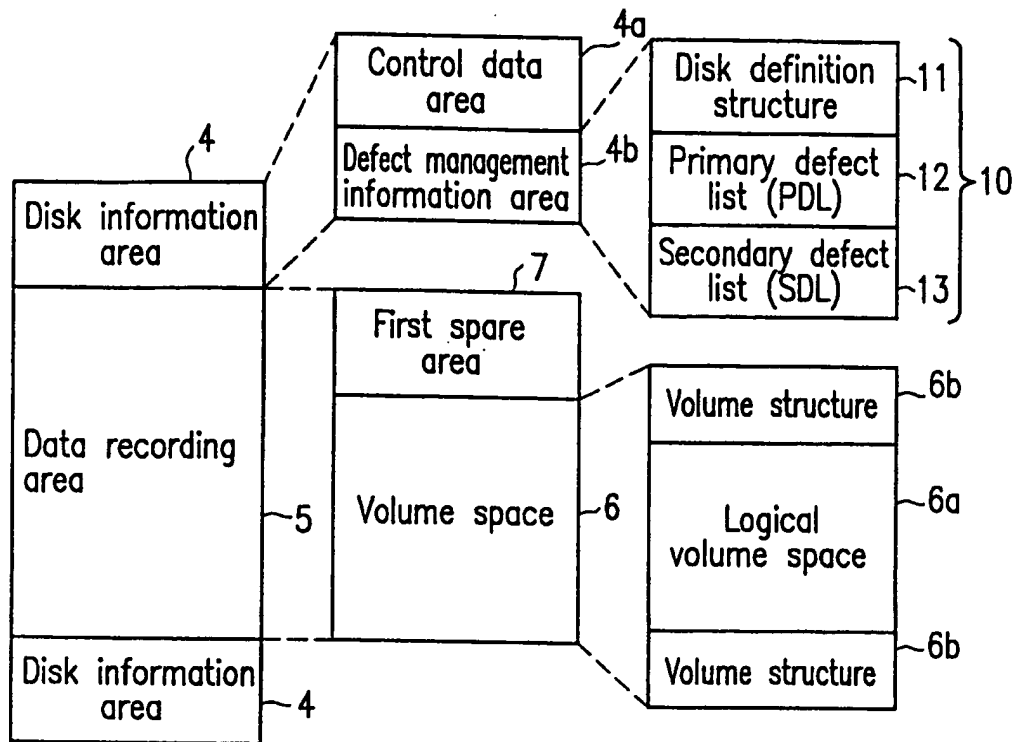 4
Disk information
area
Data recording
area
5
Disk information
area
4
4a
Control data
area
4b
Defect management
information area
7
First spare
area
Volume space
6
Disk definition
structure
11
Primary defect
list (PDL)
12
Secondary defect
list (SDL)
13
10
6b
Volume structure
6a
Logical
volume space
6b
Volume structure